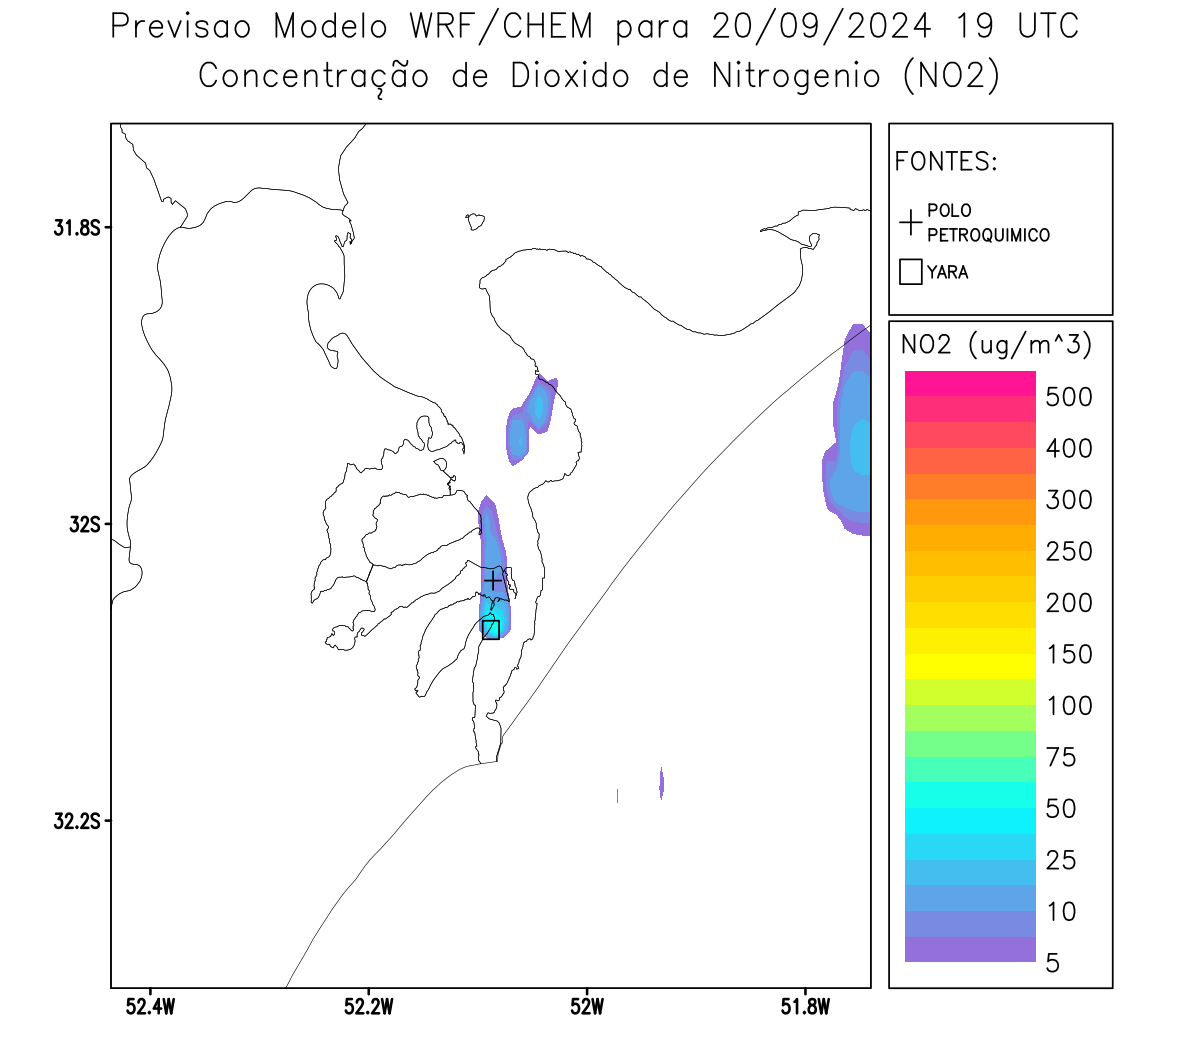 Previsao Modelo WRF/CHEM para 20/09/2024 19 UTC
Concentração de Dioxido de Nitrogenio (NO2)
FONTES:
POLO
PETROQUIMICO
YARA
31.8S
32S
32.2S
52.4W
52.2W
52W
51.8W
NO2 (ug/m^3)
500
400
300
250
200
150
100
75
50
25
10
5